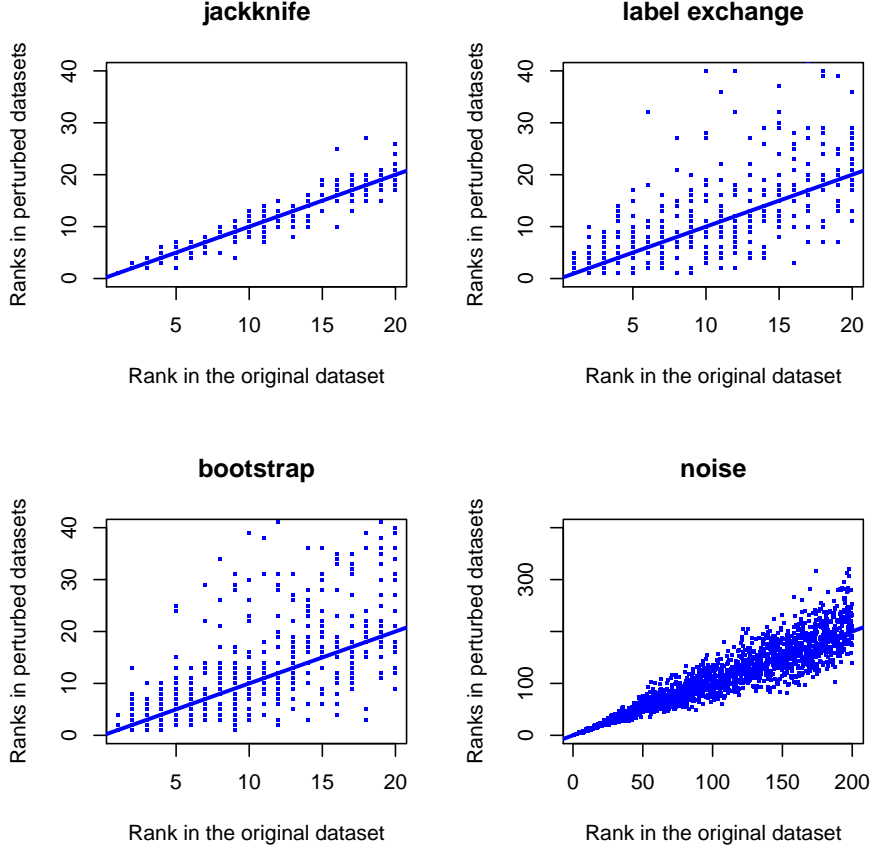 jackknife
Ranks in perturbed datasets
40
30
20
10
0
5
10
15
20
Rank in the original dataset
label exchange
Ranks in perturbed datasets
40
30
20
10
0
5
10
15
20
Rank in the original dataset
bootstrap
Ranks in perturbed datasets
40
30
20
10
0
5
10
15
20
Rank in the original dataset
noise
Ranks in perturbed datasets
300
100
0
0
50
100
150
200
Rank in the original dataset